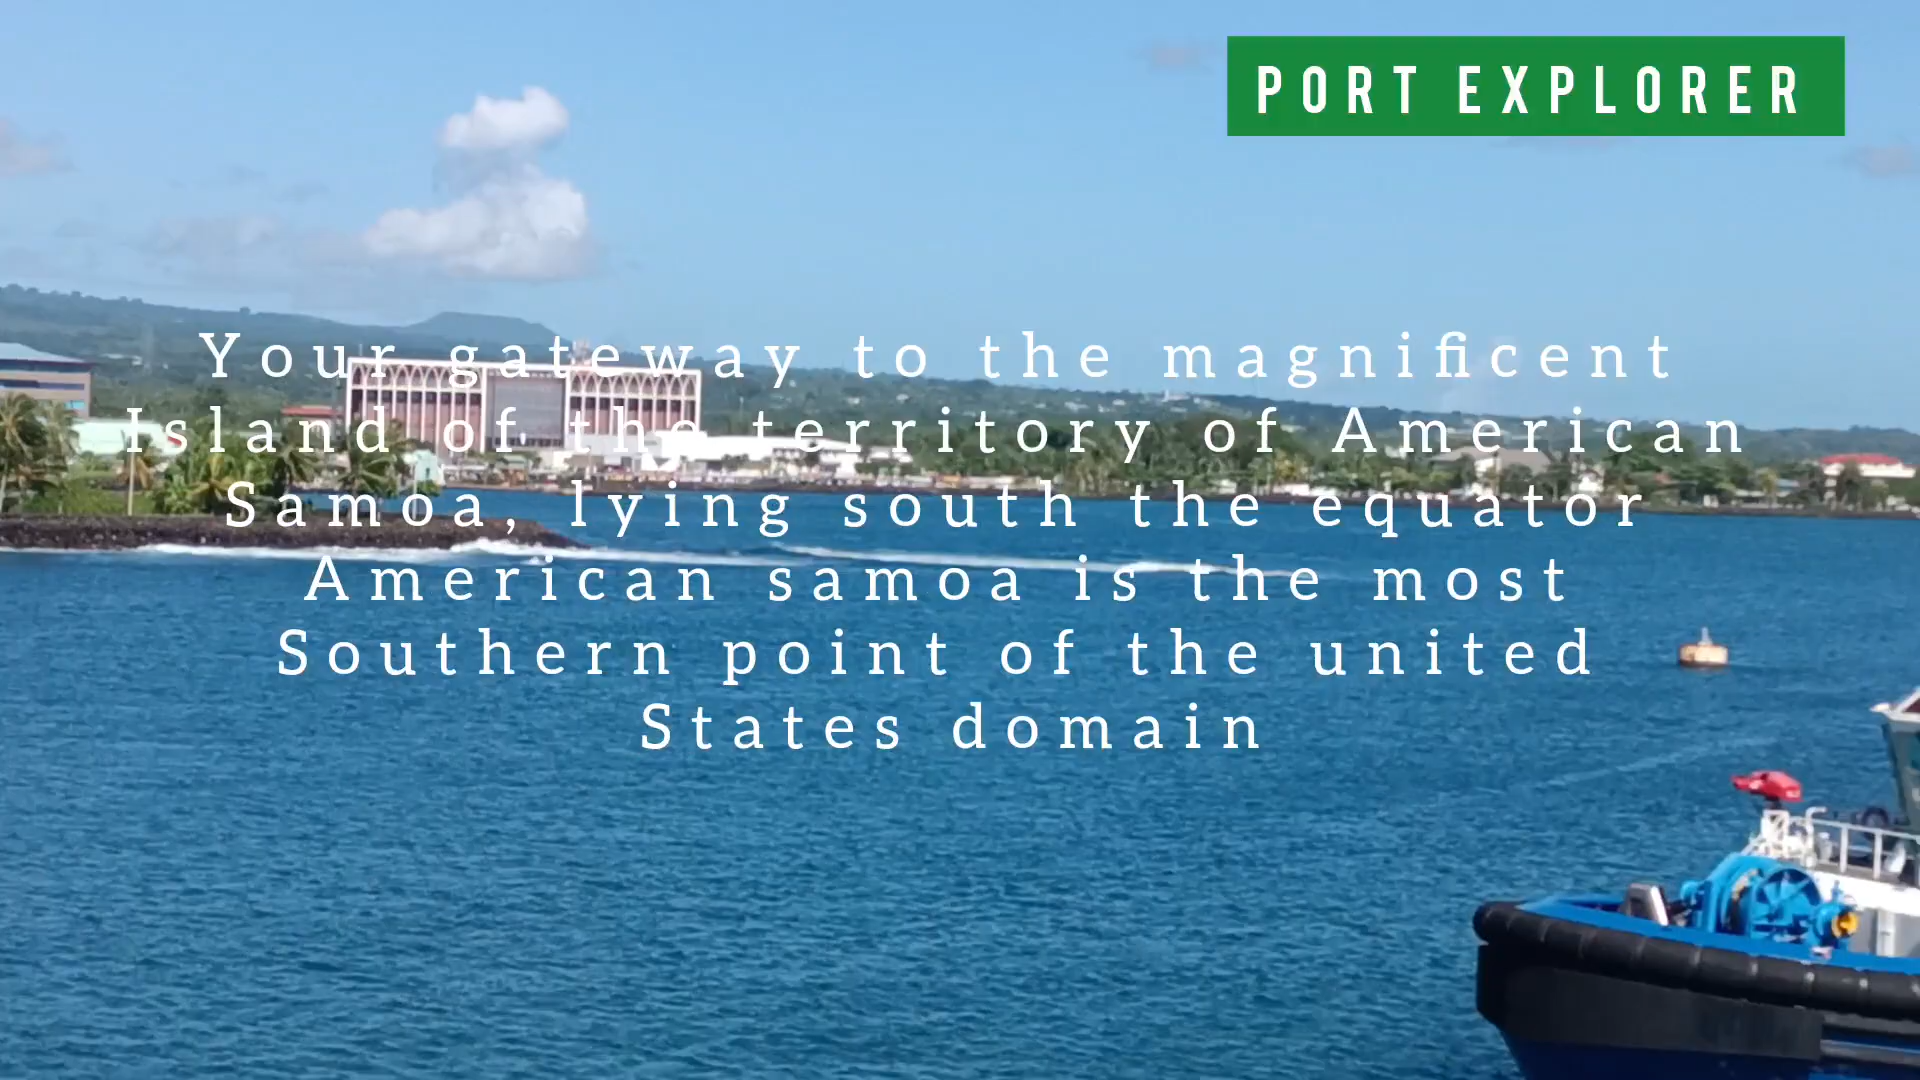 PORT EXPLORER
Your gateway to the magnificent
Island of the territory of American
Samoa, lying south the equator
American samoa is the most
Southern point of the united
States domain